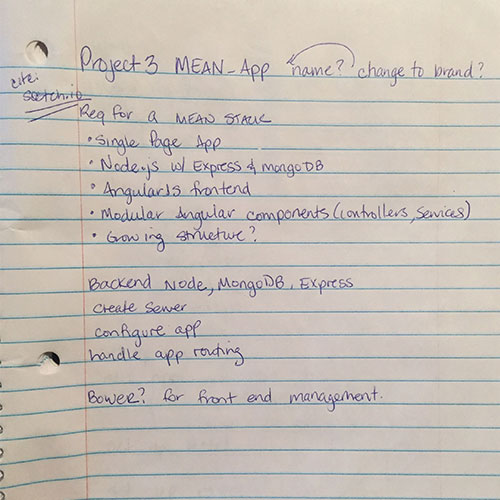 Project 3 MEAN-App name? change to brand?
cite:
scotch.io
Req for a MEAN STACK
• Single Page App
• Node.js w/ Express & MongoDB
• AngularJS frontend
• Modular Angular components (controllers, services)
• Growing structure?
Backend Node, MongoDB, Express
create server
configure app
handle app routing
Bower? for front end management.